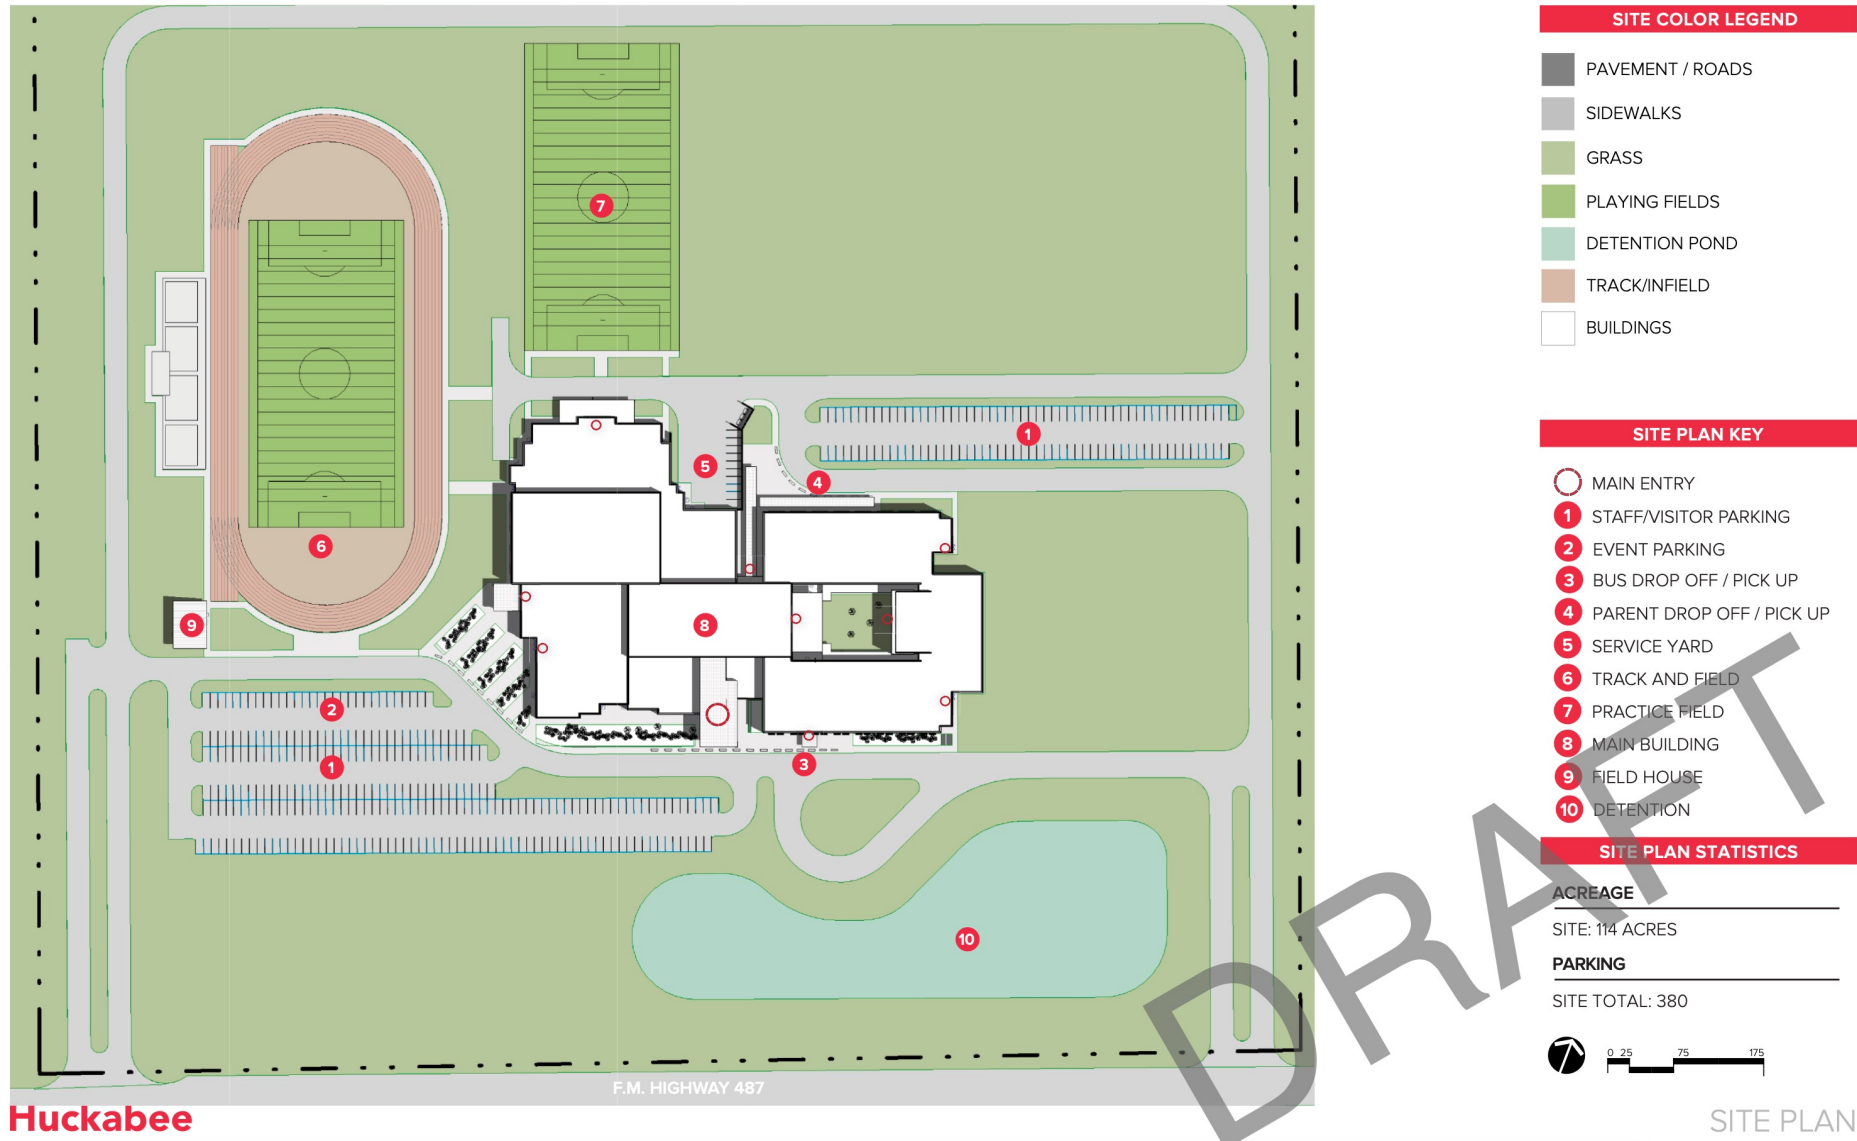 SITE COLOR LEGEND
PAVEMENT / ROADS
SIDEWALKS
GRASS
PLAYING FIELDS
DETENTION POND
TRACK/INFIELD
BUILDINGS
SITE PLAN KEY
MAIN ENTRY
1 STAFF/VISITOR PARKING
2 EVENT PARKING
3 BUS DROP OFF / PICK UP
4 PARENT DROP OFF / PICK UP
5 SERVICE YARD
6 TRACK AND FIELD
7 PRACTICE FIELD
8 MAIN BUILDING
9 FIELD HOUSE
10 DETENTION
SITE PLAN STATISTICS
ACREAGE
SITE: 114 ACRES
PARKING
SITE TOTAL: 380
0 25 75 175
DRAFT
7
1
5
4
6
9
8
2
1
3
10
F.M. HIGHWAY 487
Huckabee
SITE PLAN